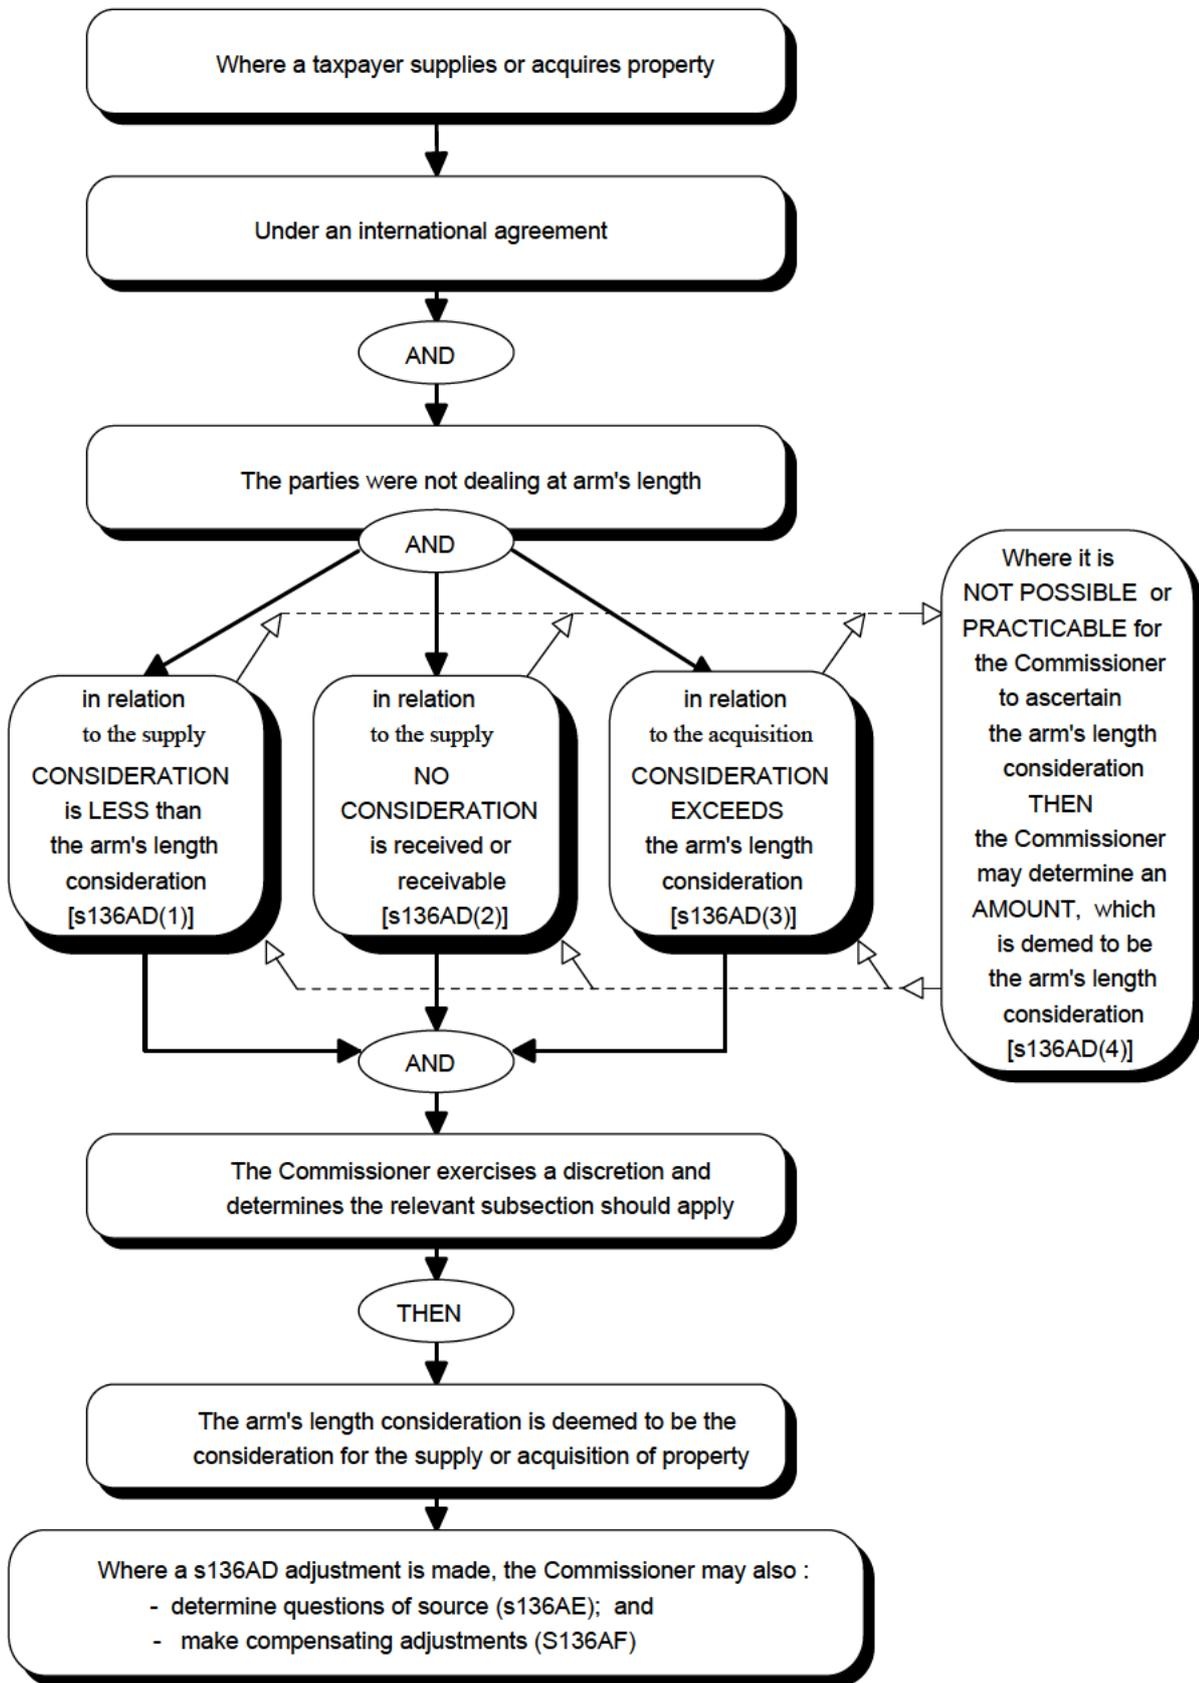 Where a taxpayer supplies or acquires property
Under an international agreement
AND
The parties were not dealing at arm's length
AND
in relation
to the supply
CONSIDERATION
is LESS than
the arm's length
consideration
[s136AD(1)]
in relation
to the supply
NO
CONSIDERATION
is received or
receivable
[s136AD(2)]
in relation
to the acquisition
CONSIDERATION
EXCEEDS
the arm's length
consideration
[s136AD(3)]
Where it is
NOT POSSIBLE or
PRACTICABLE for
the Commissioner
to ascertain
the arm's length
consideration
THEN
the Commissioner
may determine an
AMOUNT, which
is demed to be
the arm's length
consideration
[s136AD(4)]
AND
The Commissioner exercises a discretion and
determines the relevant subsection should apply
THEN
The arm's length consideration is deemed to be the
consideration for the supply or acquisition of property
Where a s136AD adjustment is made, the Commissioner may also :
- determine questions of source (s136AE); and
- make compensating adjustments (S136AF)